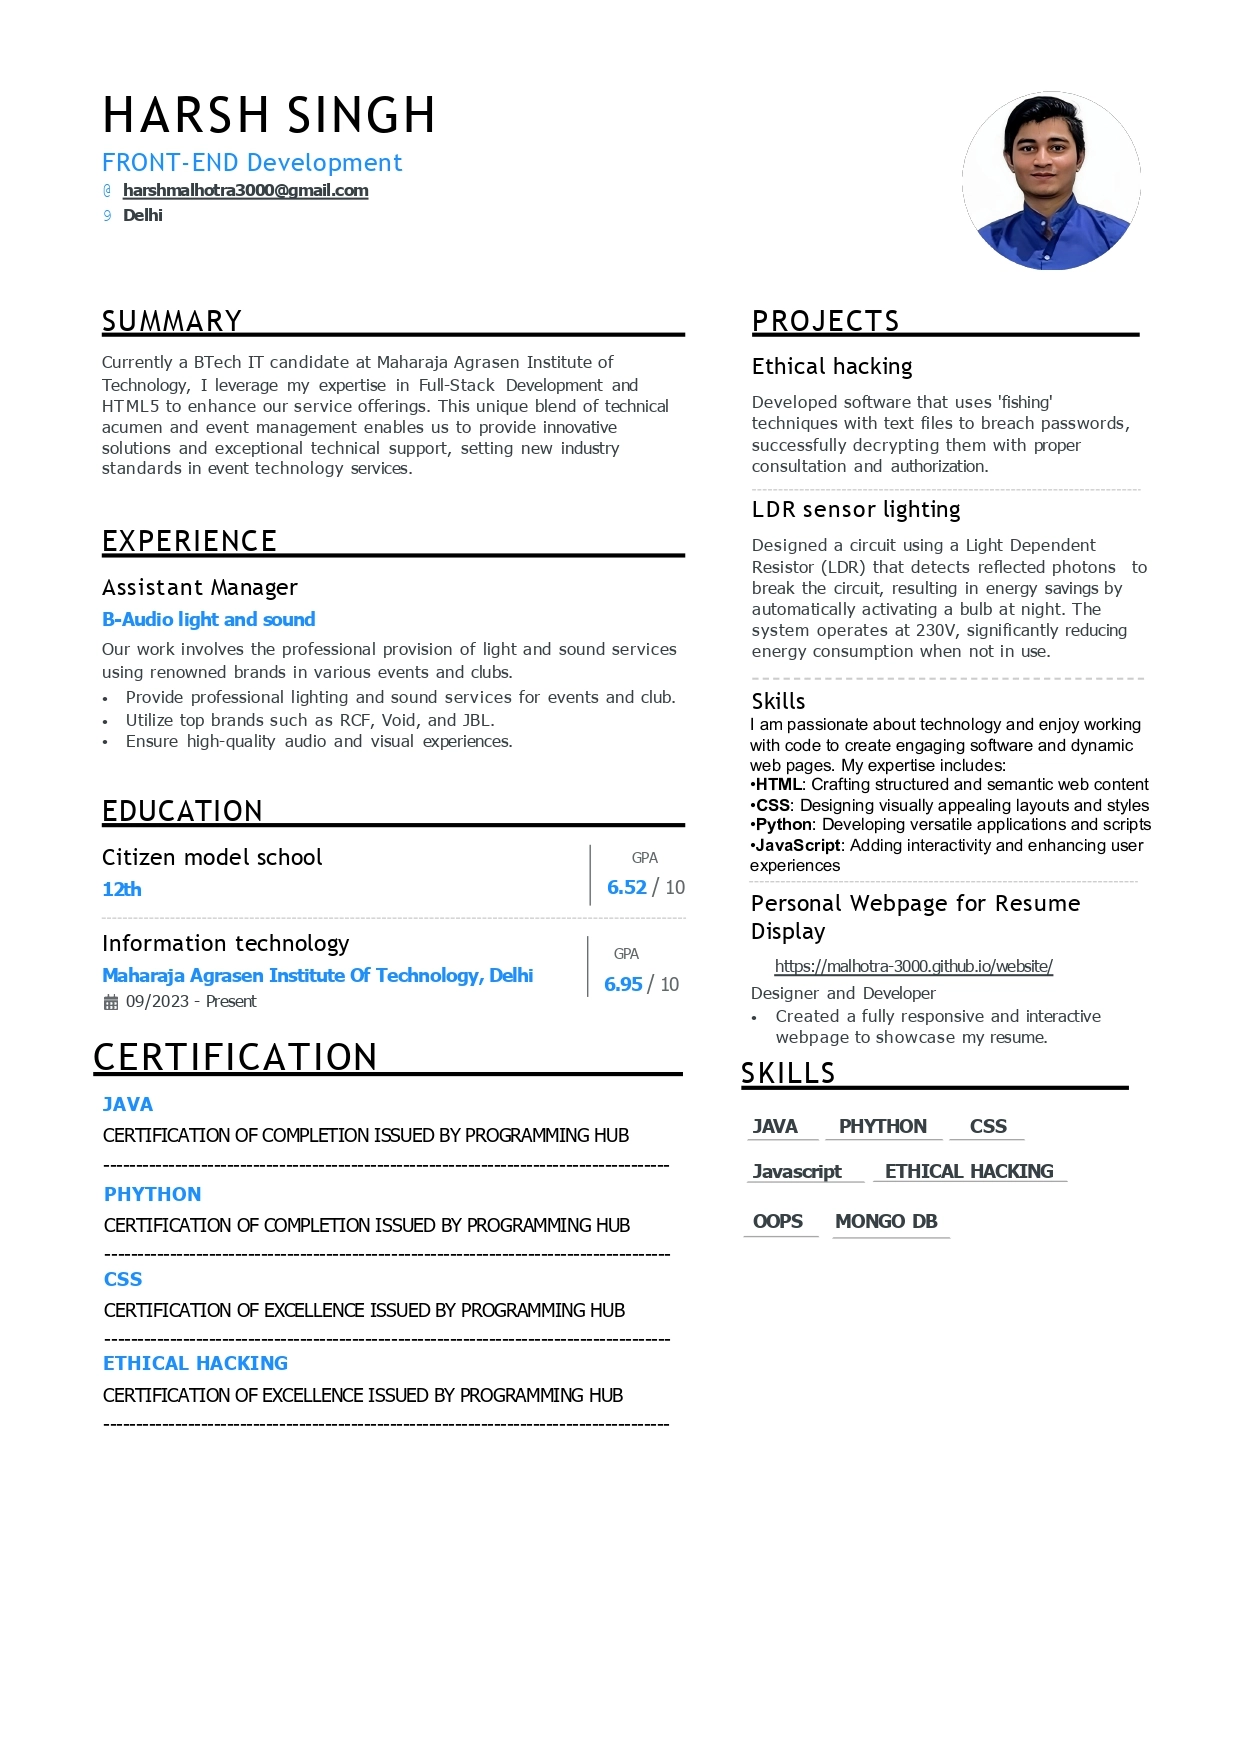 HARSH SINGH
FRONT-END Development
@ harshmalhotra3000@gmail.com
9 Delhi
SUMMARY
Currently a BTech IT candidate at Maharaja Agrasen Institute of
Technology, I leverage my expertise in Full-Stack Development and
HTML5 to enhance our service offerings. This unique blend of technical
acumen and event management enables us to provide innovative
solutions and exceptional technical support, setting new industry
standards in event technology services.
EXPERIENCE
Assistant Manager
B-Audio light and sound
Our work involves the professional provision of light and sound services
using renowned brands in various events and clubs.
• Provide professional lighting and sound services for events and club.
• Utilize top brands such as RCF, Void, and JBL.
• Ensure high-quality audio and visual experiences.
EDUCATION
Citizen model school
12th
GPA
6.52 / 10
Information technology
Maharaja Agrasen Institute Of Technology, Delhi
09/2023 - Present
GPA
6.95 / 10
CERTIFICATION
JAVA
CERTIFICATION OF COMPLETION ISSUED BY PROGRAMMING HUB
PHYTHON
CERTIFICATION OF COMPLETION ISSUED BY PROGRAMMING HUB
CSS
CERTIFICATION OF EXCELLENCE ISSUED BY PROGRAMMING HUB
ETHICAL HACKING
CERTIFICATION OF EXCELLENCE ISSUED BY PROGRAMMING HUB
PROJECTS
Ethical hacking
Developed software that uses 'fishing'
techniques with text files to breach passwords,
successfully decrypting them with proper
consultation and authorization.
LDR sensor lighting
Designed a circuit using a Light Dependent
Resistor (LDR) that detects reflected photons to
break the circuit, resulting in energy savings by
automatically activating a bulb at night. The
system operates at 230V, significantly reducing
energy consumption when not in use.
Skills
I am passionate about technology and enjoy working
with code to create engaging software and dynamic
web pages. My expertise includes:
•HTML: Crafting structured and semantic web content
•CSS: Designing visually appealing layouts and styles
•Python: Developing versatile applications and scripts
•JavaScript: Adding interactivity and enhancing user
experiences
Personal Webpage for Resume
Display
https://malhotra-3000.github.io/website/
Designer and Developer
• Created a fully responsive and interactive
webpage to showcase my resume.
SKILLS
JAVA PHYTHON CSS
Javascript ETHICAL HACKING
OOPS MONGO DB